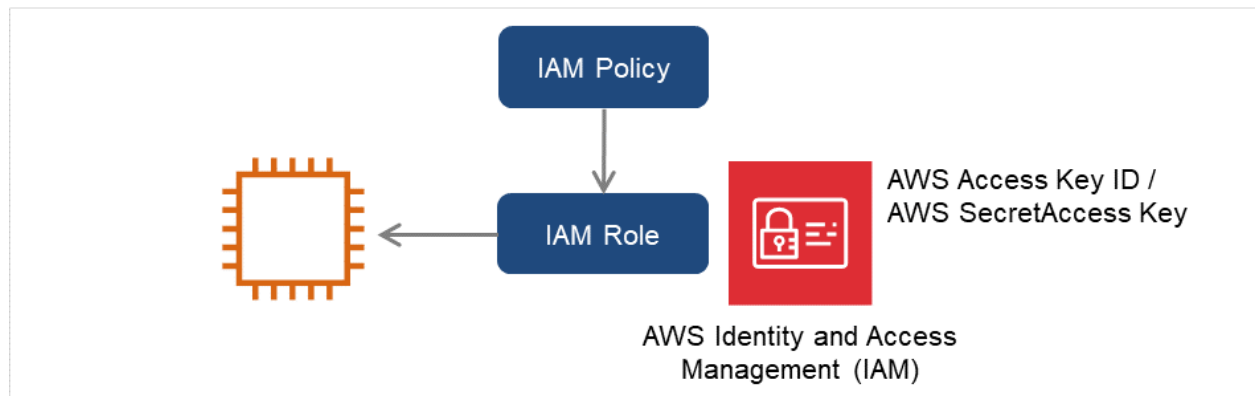 IAM Policy
IAM Role
AWS Access Key ID /
AWS SecretAccess Key
AWS Identity and Access
Management (IAM)